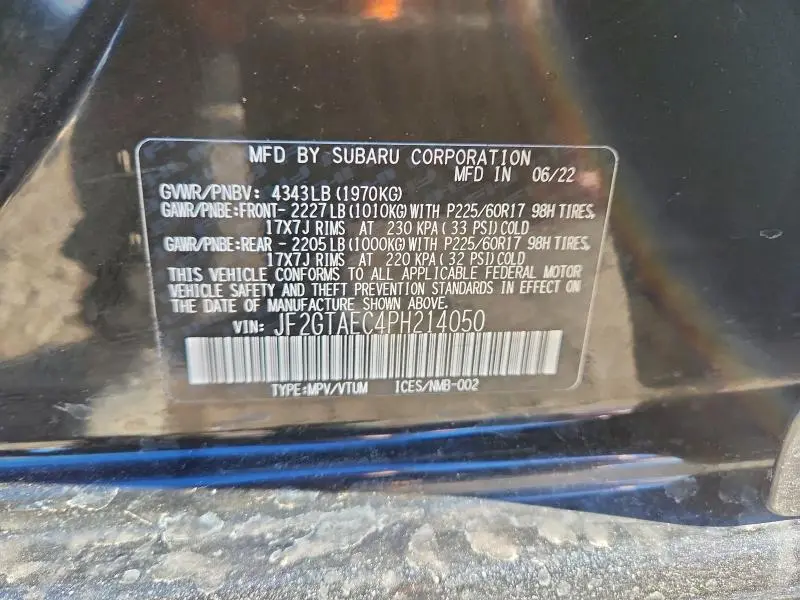 MFD BY SUBARU CORPORATION
MFD IN 06/22
GVWR/PNBV: 4343LB (1970KG)
GAWR/PNBE:FRONT- 2227LB (1010KG) WITH P225/60R17 98H TIRES,
17X7J RIMS AT 230 KPA( 33 PSI)COLD
GAWR/PNBE:REAR - 2205LB (1000KG) WITH P225/60R17 98H TIRES,
17X7J RIMS AT 220 KPA( 32 PSI)COLD
THIS VEHICLE CONFORMS TO ALL APPLICABLE FEDERAL MOTOR
VEHICLE SAFETY AND THEFT PREVENTION STANDARDS IN EFFECT ON
THE DATE OF MANUFACTURE SHOWN ABOVE.
VIN: JF2GTAEC4PH214050
TYPE:MPV/VTUM ICES/NMB-002